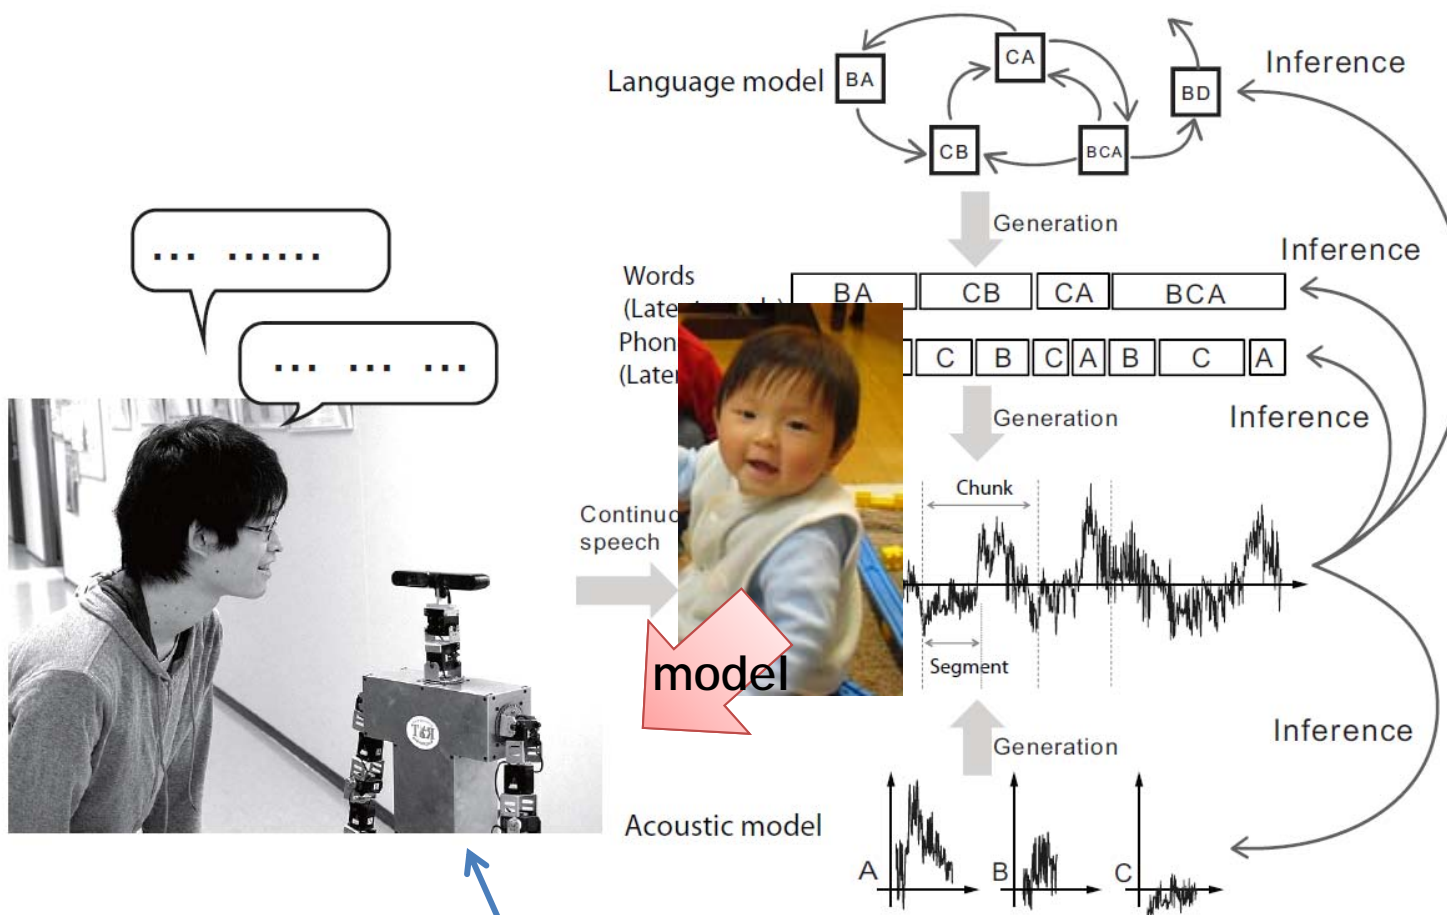 Language model
BA
CA
BD
CB
BCA
Inference
Generation
Inference
Words
BA
CB
CA
BCA
C
B
C
A
B
C
A
Generation
Inference
... ......
... ... ...
speech
Chunk
Segment
model
T&R
Generation
Inference
Acoustic model
A
B
C